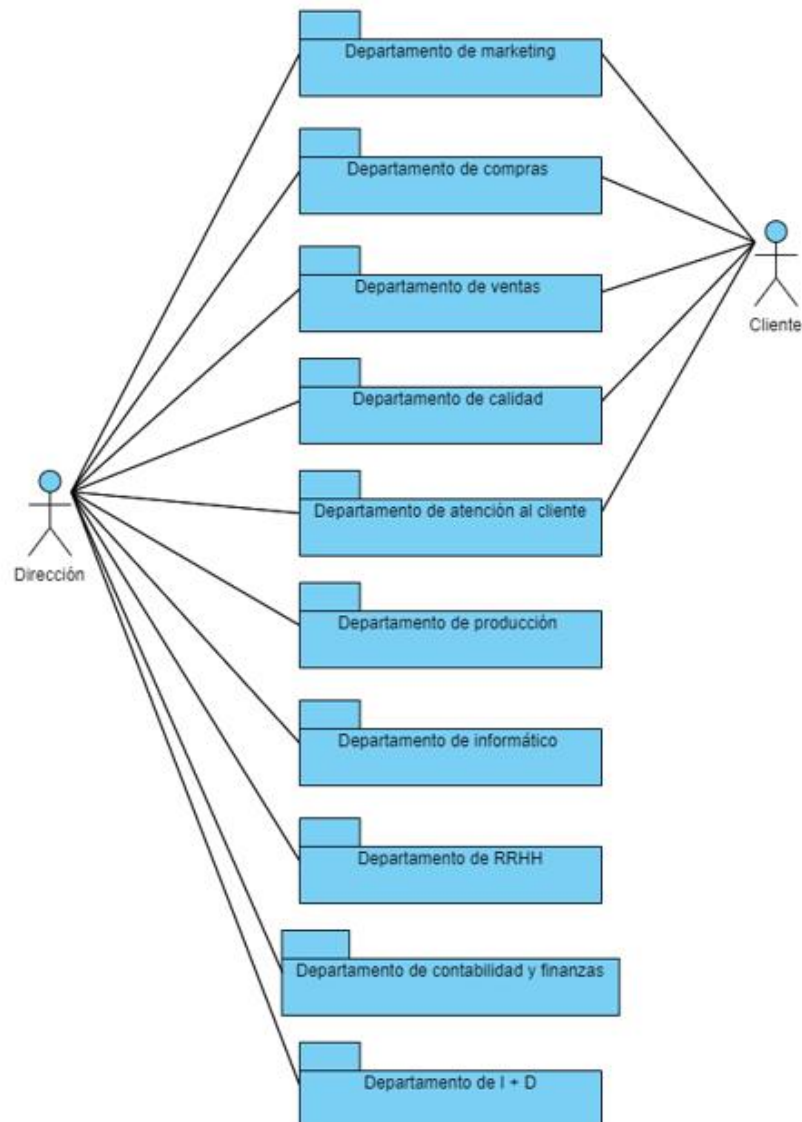 Departamento de marketing
Departamento de compras
Departamento de ventas
Cliente
Departamento de calidad
Departamento de atención al cliente
Dirección
Departamento de producción
Departamento de informático
Departamento de RRHH
Departamento de contabilidad y finanzas
Departamento de I + D